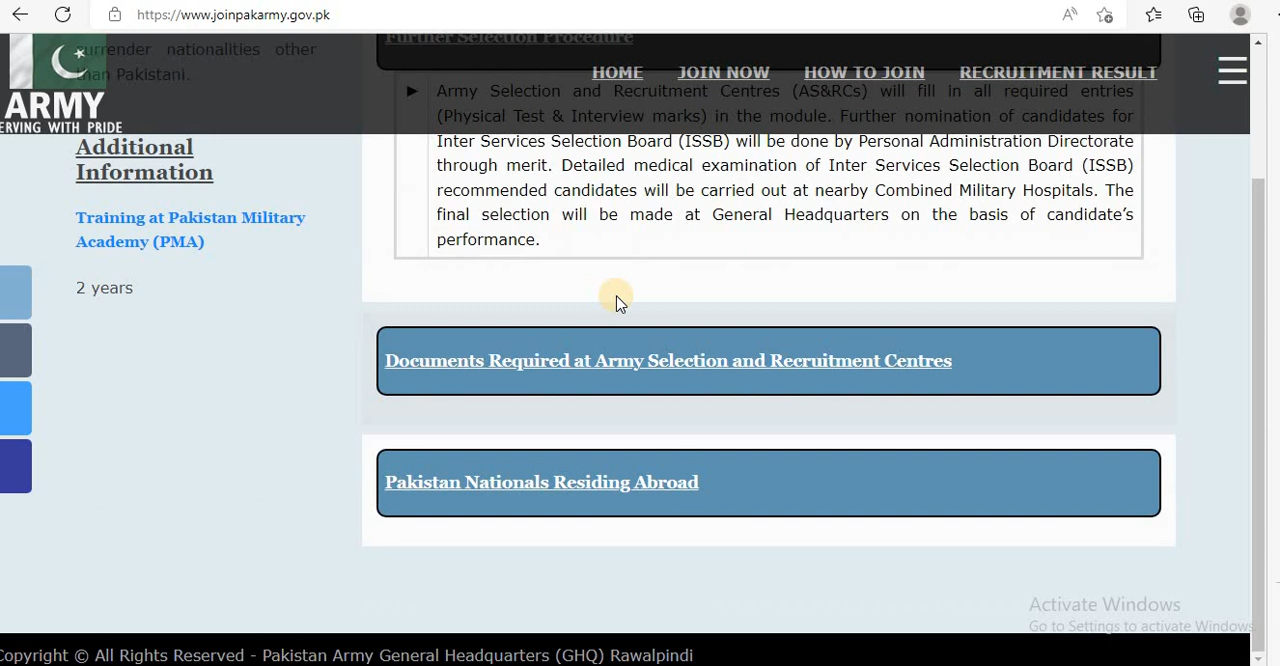 https://www.joinpakarmy.gov.pk
surrender nationalities other
than Pakistani.
ARMY
ERVING WITH PRIDE
HOME
JOIN NOW
HOW TO JOIN
RECRUITMENT RESULT
Additional
Information
Training at Pakistan Military
Academy (PMA)
2 years
Further Selection Procedure
► Army Selection and Recruitment Centres (AS&RCs) will fill in all required entries
(Physical Test & Interview marks) in the module. Further nomination of candidates for
Inter Services Selection Board (ISSB) will be done by Personal Administration Directorate
through merit. Detailed medical examination of Inter Services Selection Board (ISSB)
recommended candidates will be carried out at nearby Combined Military Hospitals. The
final selection will be made at General Headquarters on the basis of candidate’s
performance.
Documents Required at Army Selection and Recruitment Centres
Pakistan Nationals Residing Abroad
Activate Windows
Go to Settings to activate Windows
Copyright © All Rights Reserved - Pakistan Army General Headquarters (GHQ) Rawalpindi